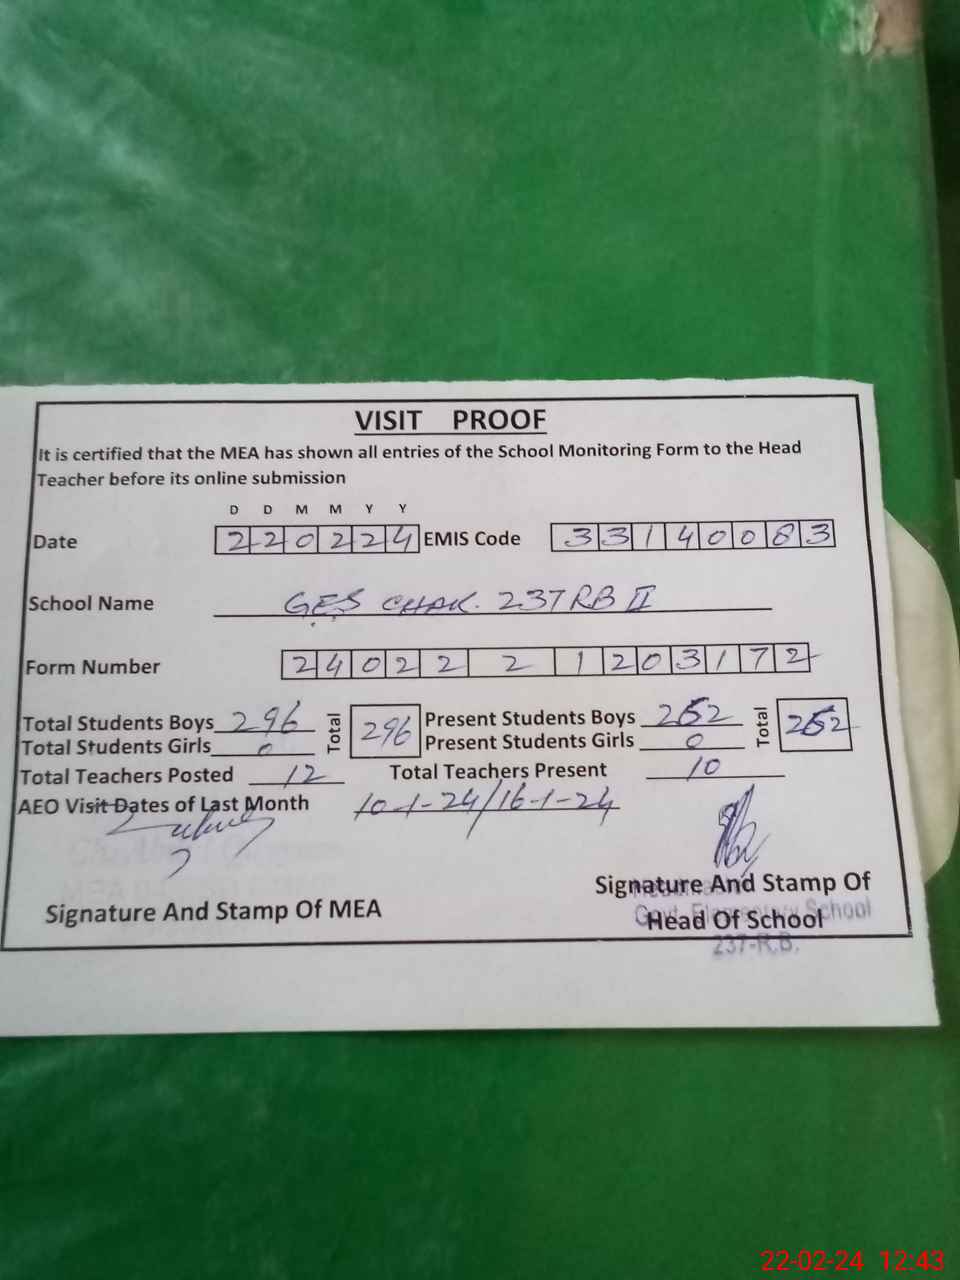 VISIT PROOF
It is certified that the MEA has shown all entries of the School Monitoring Form to the Head
Teacher before its online submission
D D M M Y Y
Date 220224 EMIS Code 33140083
School Name GES CHAK. 237 RB II
Form Number 2402221203172
Total Students Boys 296 Total 296 Present Students Boys 252 Total 252
Total Students Girls 0 Present Students Girls 0
Total Teachers Posted 12 Total Teachers Present 10
AEO Visit Dates of Last Month 10-1-24/16-1-24
Signature And Stamp Of MEA
Signature And Stamp Of
Head Of School
Govt. Elementary School
237-R.B.
22-02-24 12:43